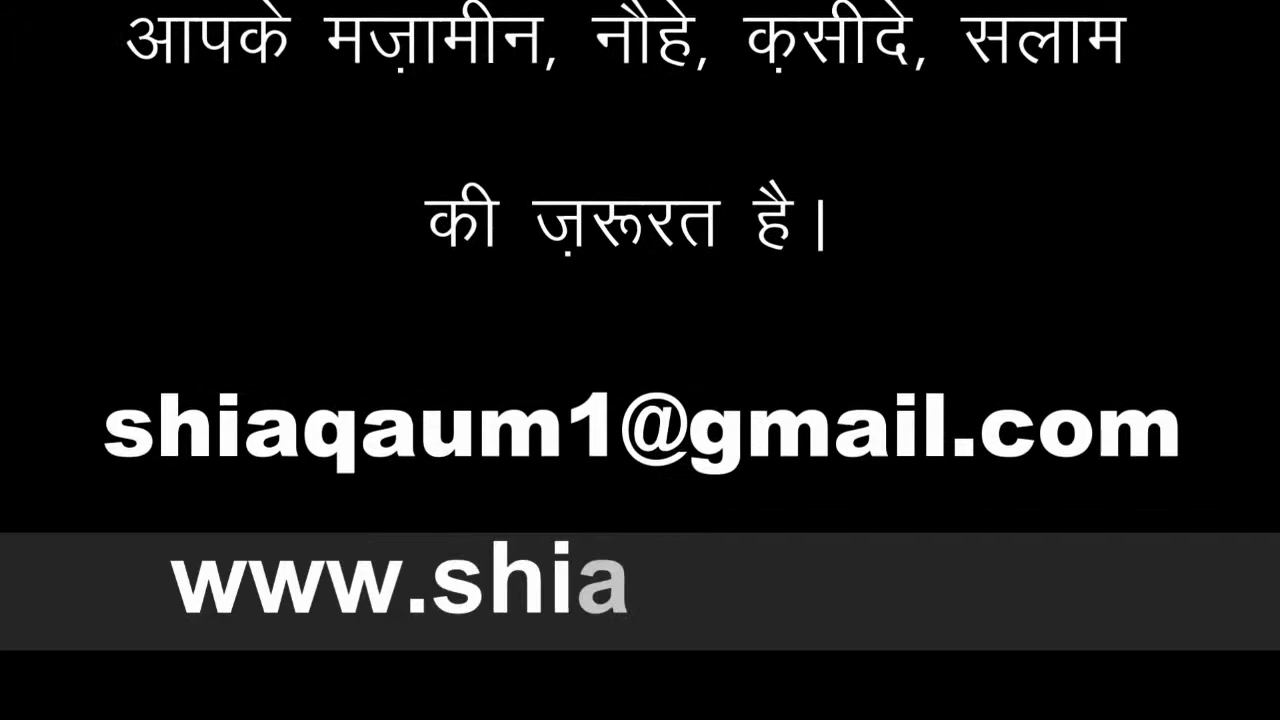 आपके मज़ामीन, नौहे, क़सीदे, सलाम
की ज़रूरत है।
shiaqaum1@gmail.com
www.shia